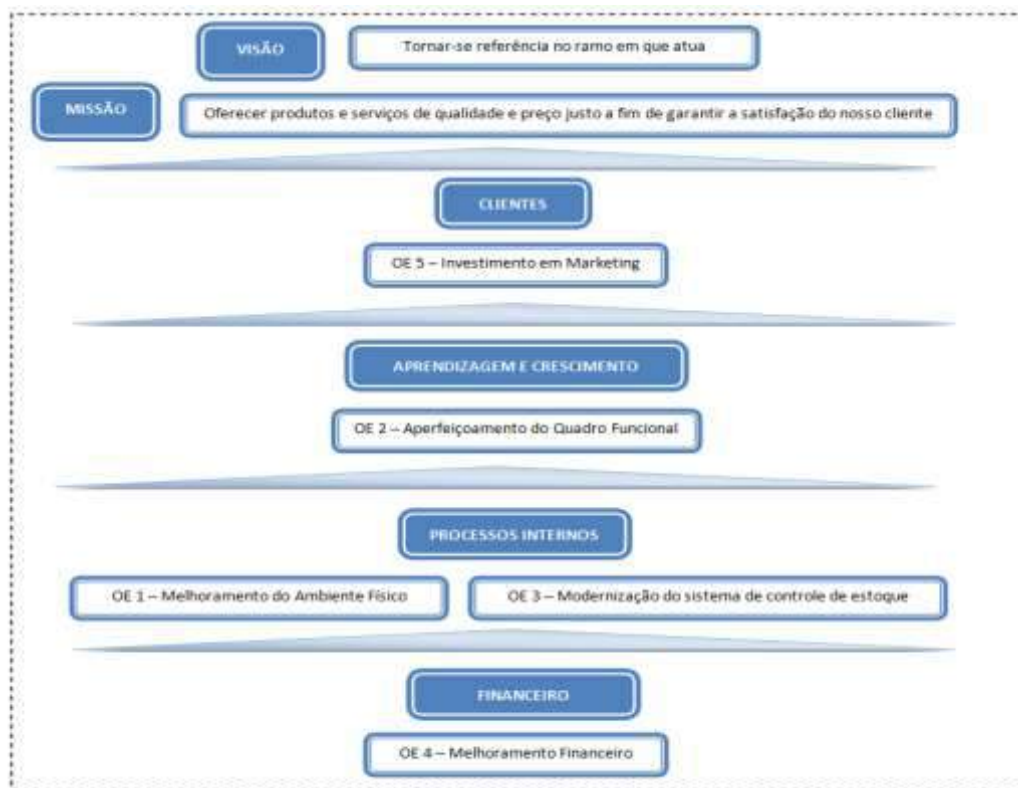 VISÃO
Tornar-se referência no ramo em que atua
MISSÃO
Oferecer produtos e serviços de qualidade e preço justo a fim de garantir a satisfação do nosso cliente
CLIENTES
OE 5 – Investimento em Marketing
APRENDIZAGEM E CRESCIMENTO
OE 2 – Aperfeiçoamento do Quadro Funcional
PROCESSOS INTERNOS
OE 1 – Melhoramento do Ambiente Físico
OE 3 – Modernização do sistema de controle de estoque
FINANCEIRO
OE 4 – Melhoramento Financeiro